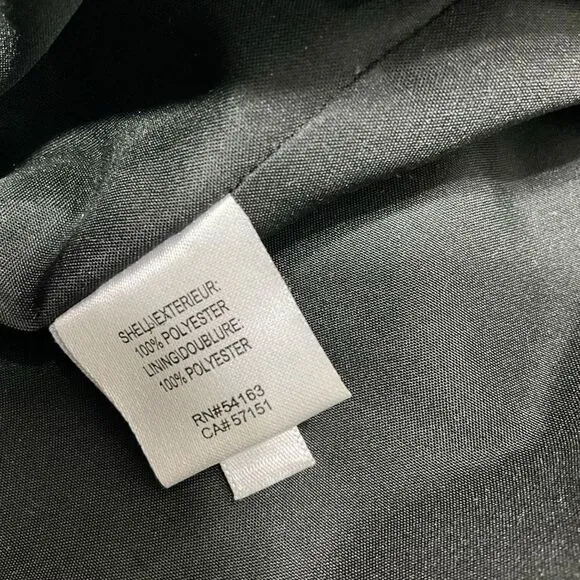 SHELL/EXTERIEUR:
100% POLYESTER
LINING/DOUBLURE:
100% POLYESTER
RN#54163
CA# 57151